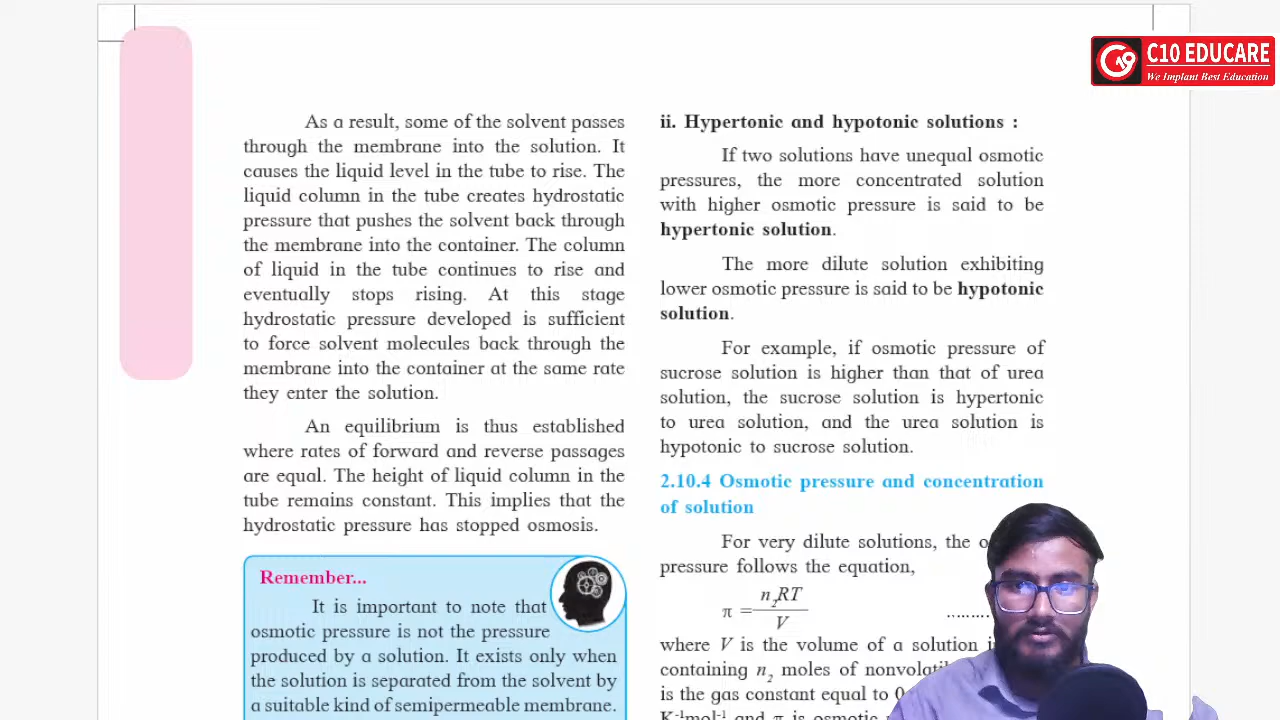 C10 EDUCARE
We Implant Best Education
As a result, some of the solvent passes
through the membrane into the solution. It
causes the liquid level in the tube to rise. The
liquid column in the tube creates hydrostatic
pressure that pushes the solvent back through
the membrane into the container. The column
of liquid in the tube continues to rise and
eventually stops rising. At this stage
hydrostatic pressure developed is sufficient
to force solvent molecules back through the
membrane into the container at the same rate
they enter the solution.
An equilibrium is thus established
where rates of forward and reverse passages
are equal. The height of liquid column in the
tube remains constant. This implies that the
hydrostatic pressure has stopped osmosis.
Remember...
It is important to note that
osmotic pressure is not the pressure
produced by a solution. It exists only when
the solution is separated from the solvent by
a suitable kind of semipermeable membrane.
ii. Hypertonic and hypotonic solutions :
If two solutions have unequal osmotic
pressures, the more concentrated solution
with higher osmotic pressure is said to be
hypertonic solution.
The more dilute solution exhibiting
lower osmotic pressure is said to be hypotonic
solution.
For example, if osmotic pressure of
sucrose solution is higher than that of urea
solution, the sucrose solution is hypertonic
to urea solution, and the urea solution is
hypotonic to sucrose solution.
2.10.4 Osmotic pressure and concentration
of solution
For very dilute solutions, the
pressure follows the equation,
π = n₂RT / V .........
where V is the volume of a solution
containing n₂ moles of
is the gas constant equal to
K⁻¹mol⁻¹ and π is osmotic